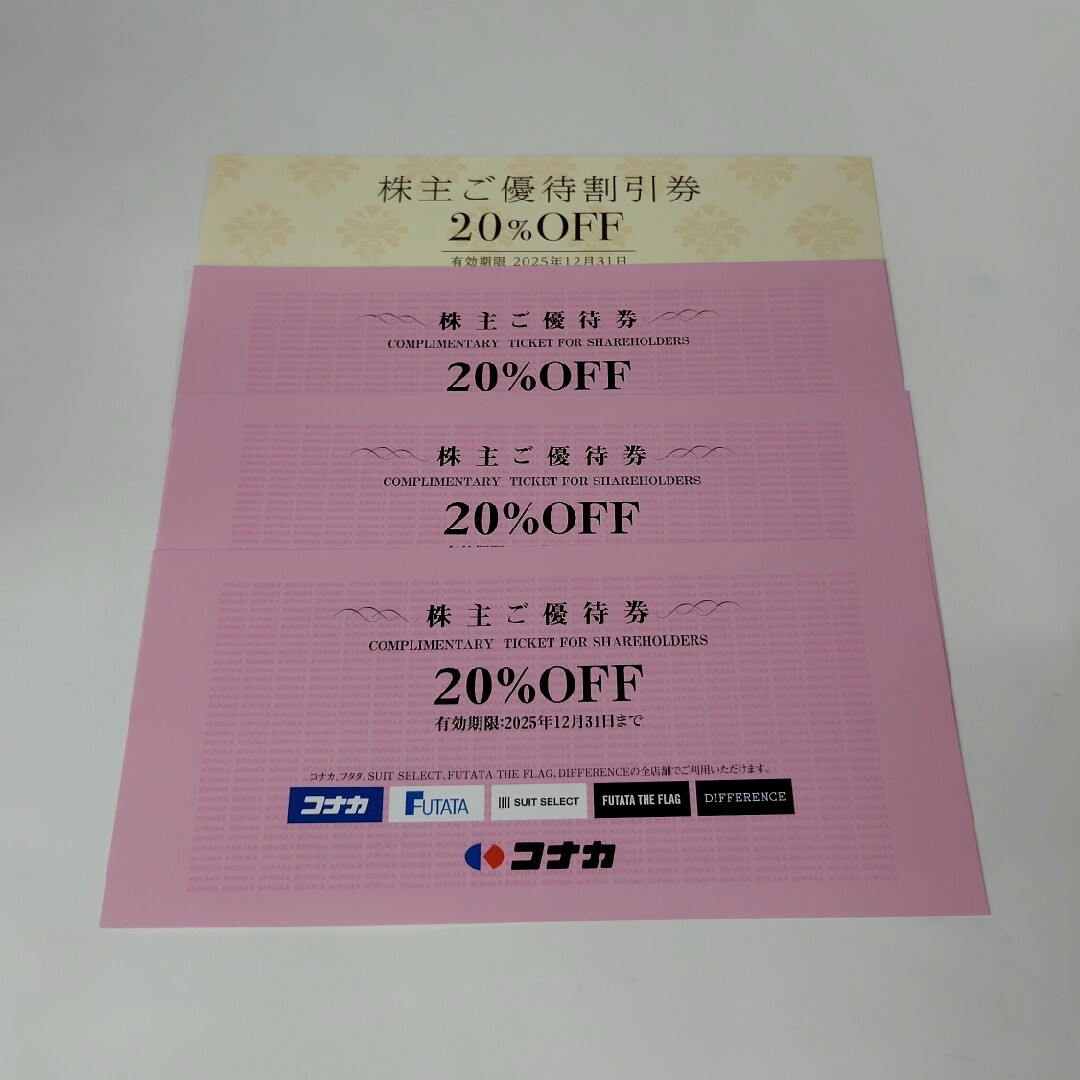 株主ご優待割引券
20%OFF
有効期限 2025年12月31日
株主ご優待券
COMPLIMENTARY TICKET FOR SHAREHOLDERS
20%OFF
株主ご優待券
COMPLIMENTARY TICKET FOR SHAREHOLDERS
20%OFF
株主ご優待券
COMPLIMENTARY TICKET FOR SHAREHOLDERS
20%OFF
有効期限:2025年12月31日まで
コナカ、フタタ、SUIT SELECT、FUTATA THE FLAG、DIFFERENCEの全店舗でご利用いただけます。
コナカ FUTATA SUIT SELECT FUTATA THE FLAG DIFFERENCE
コナカ